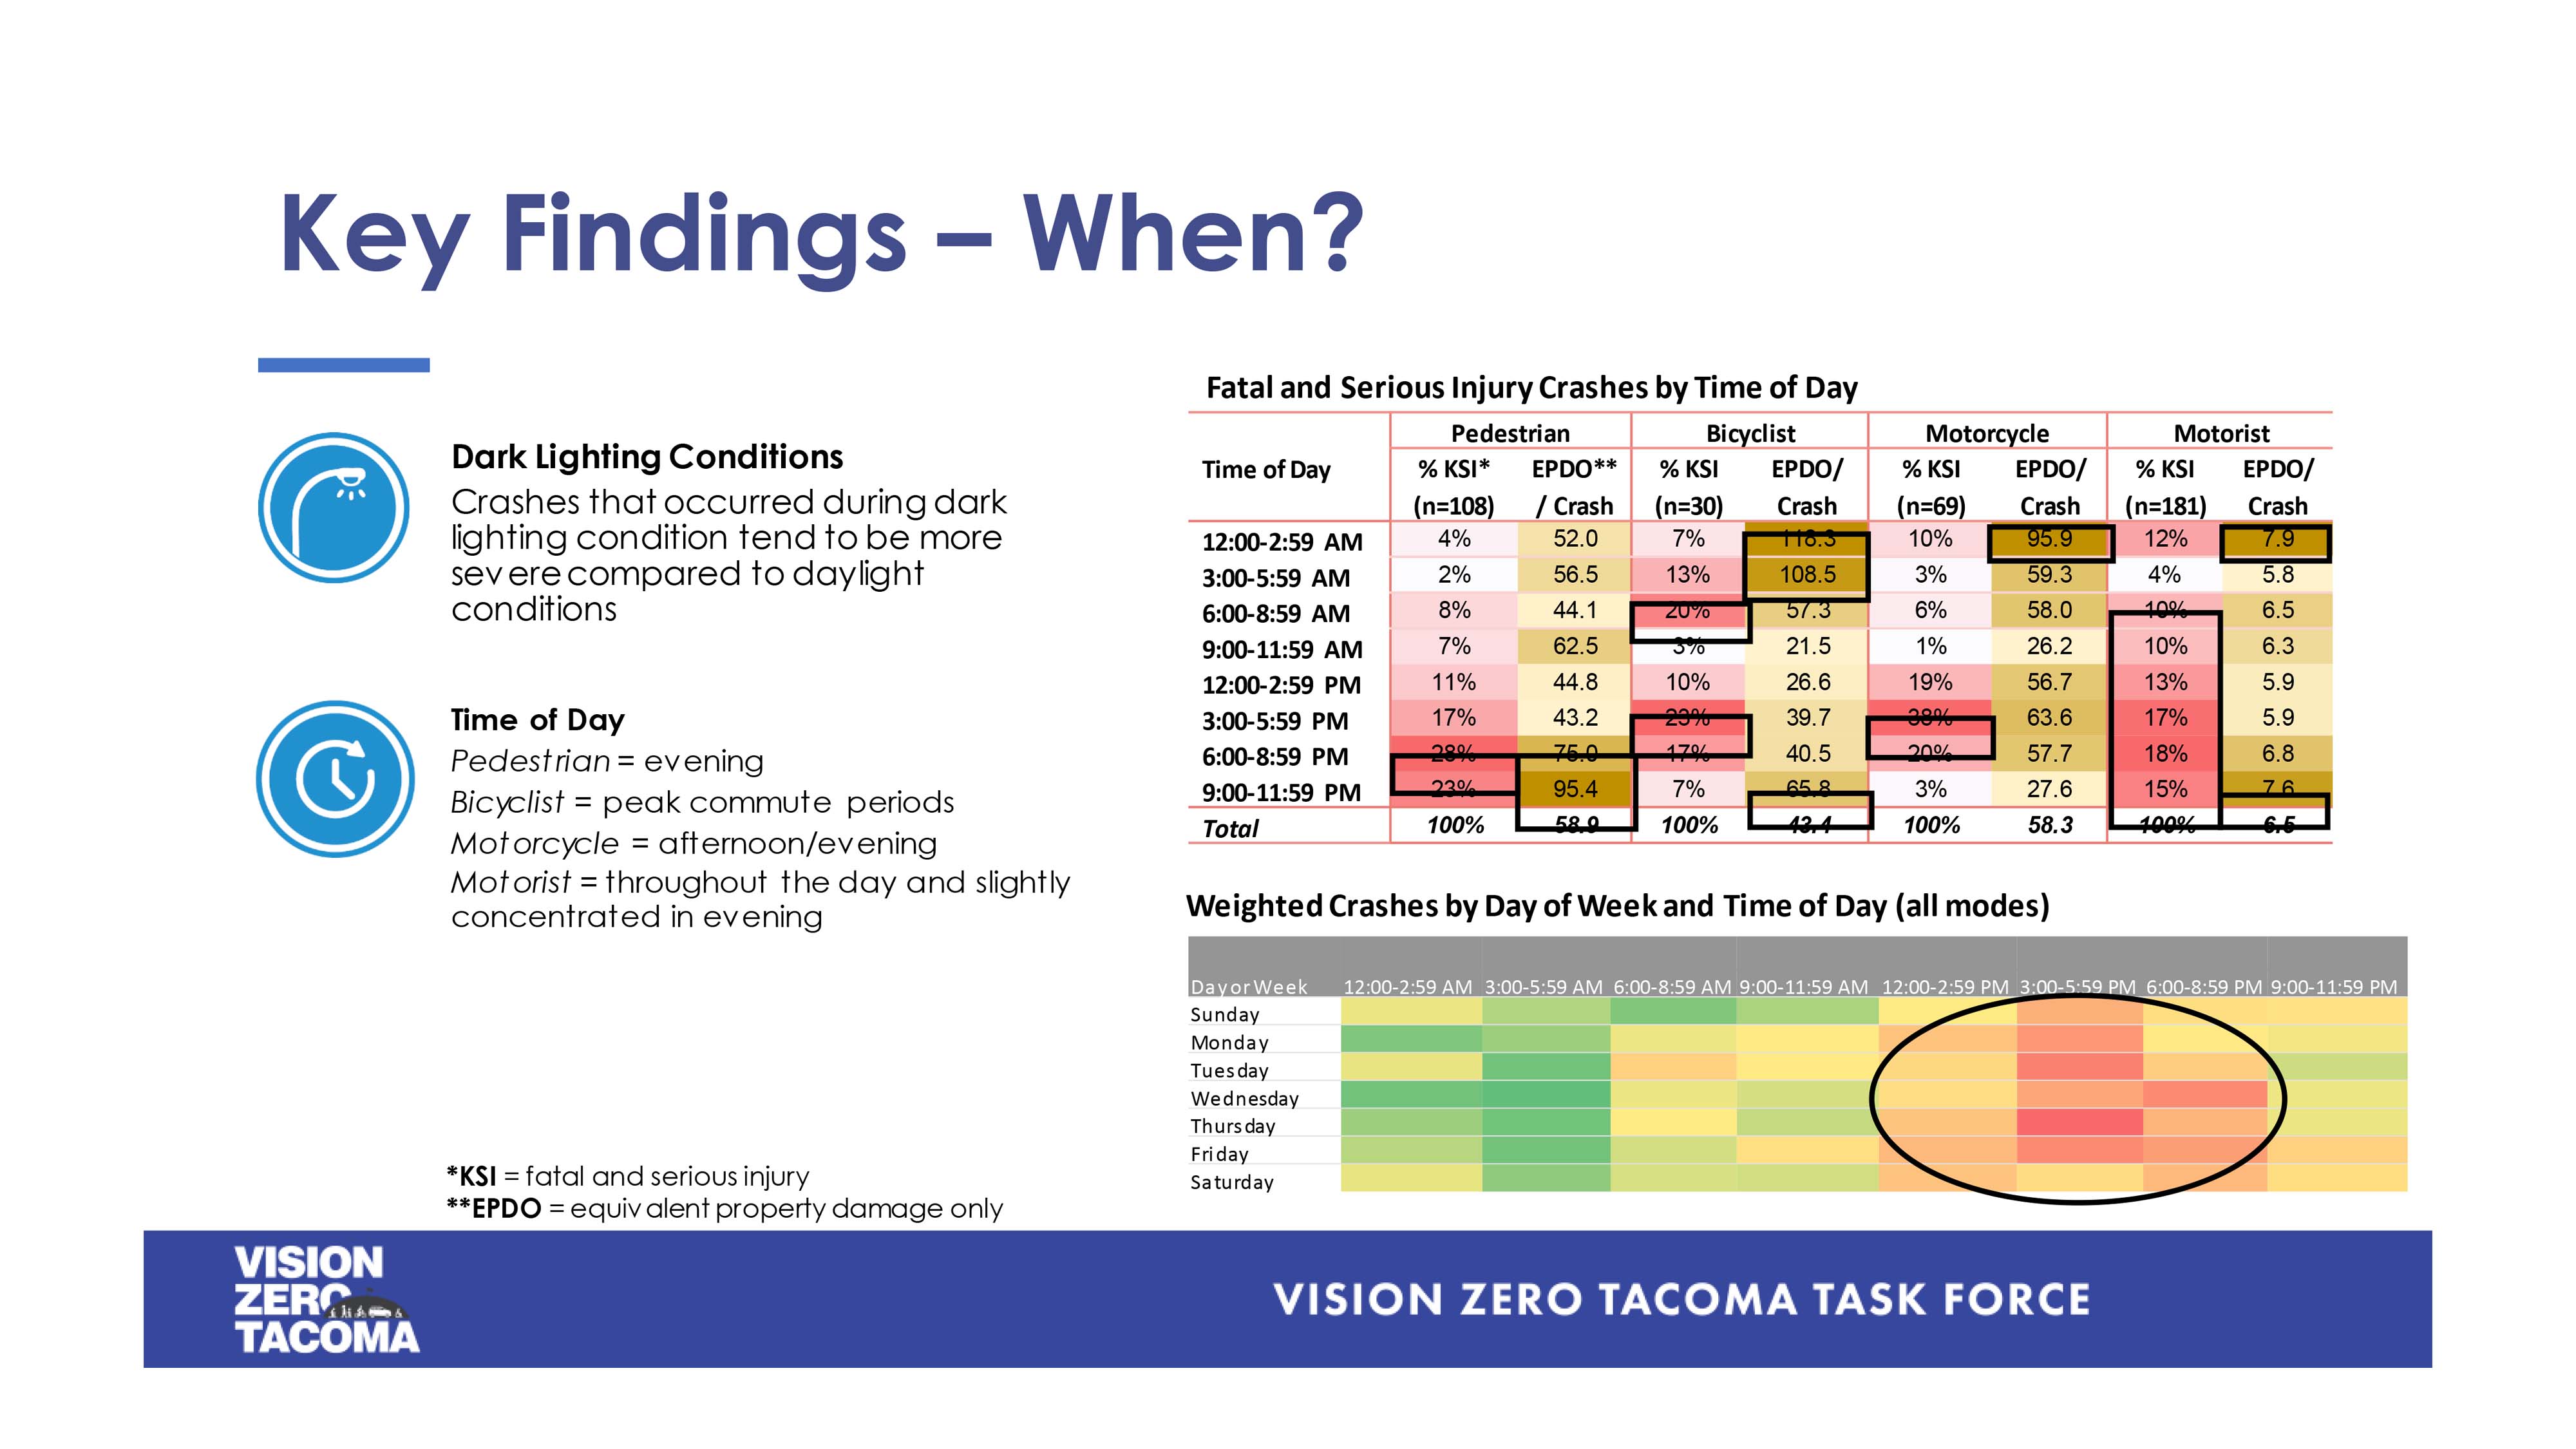 Key Findings – When?
Dark Lighting Conditions
Crashes that occurred during dark
lighting condition tend to be more
severe compared to daylight
conditions
Time of Day
Pedestrian = evening
Bicyclist = peak commute periods
Motorcycle = afternoon/evening
Motorist = throughout the day and slightly
concentrated in evening
*KSI = fatal and serious injury
**EPDO = equivalent property damage only
Fatal and Serious Injury Crashes by Time of Day
Pedestrian Bicyclist Motorcycle Motorist
Time of Day % KSI* EPDO** % KSI EPDO/ % KSI EPDO/ % KSI EPDO/
(n=108) / Crash (n=30) Crash (n=69) Crash (n=181) Crash
12:00-2:59 AM 4% 52.0 7% 118.3 10% 95.9 12% 7.9
3:00-5:59 AM 2% 56.5 13% 108.5 3% 59.3 4% 5.8
6:00-8:59 AM 8% 44.1 20% 57.3 6% 58.0 10% 6.5
9:00-11:59 AM 7% 62.5 3% 21.5 1% 26.2 10% 6.3
12:00-2:59 PM 11% 44.8 10% 26.6 19% 56.7 13% 5.9
3:00-5:59 PM 17% 43.2 23% 39.7 38% 63.6 17% 5.9
6:00-8:59 PM 28% 75.0 17% 40.5 20% 57.7 18% 6.8
9:00-11:59 PM 23% 95.4 7% 65.8 3% 27.6 15% 7.6
Total 100% 58.9 100% 43.4 100% 58.3 100% 6.5
Weighted Crashes by Day of Week and Time of Day (all modes)
Day or Week 12:00-2:59 AM 3:00-5:59 AM 6:00-8:59 AM 9:00-11:59 AM 12:00-2:59 PM 3:00-5:59 PM 6:00-8:59 PM 9:00-11:59 PM
Sunday
Monday
Tuesday
Wednesday
Thursday
Friday
Saturday
VISION
ZERO
TACOMA
VISION ZERO TACOMA TASK FORCE